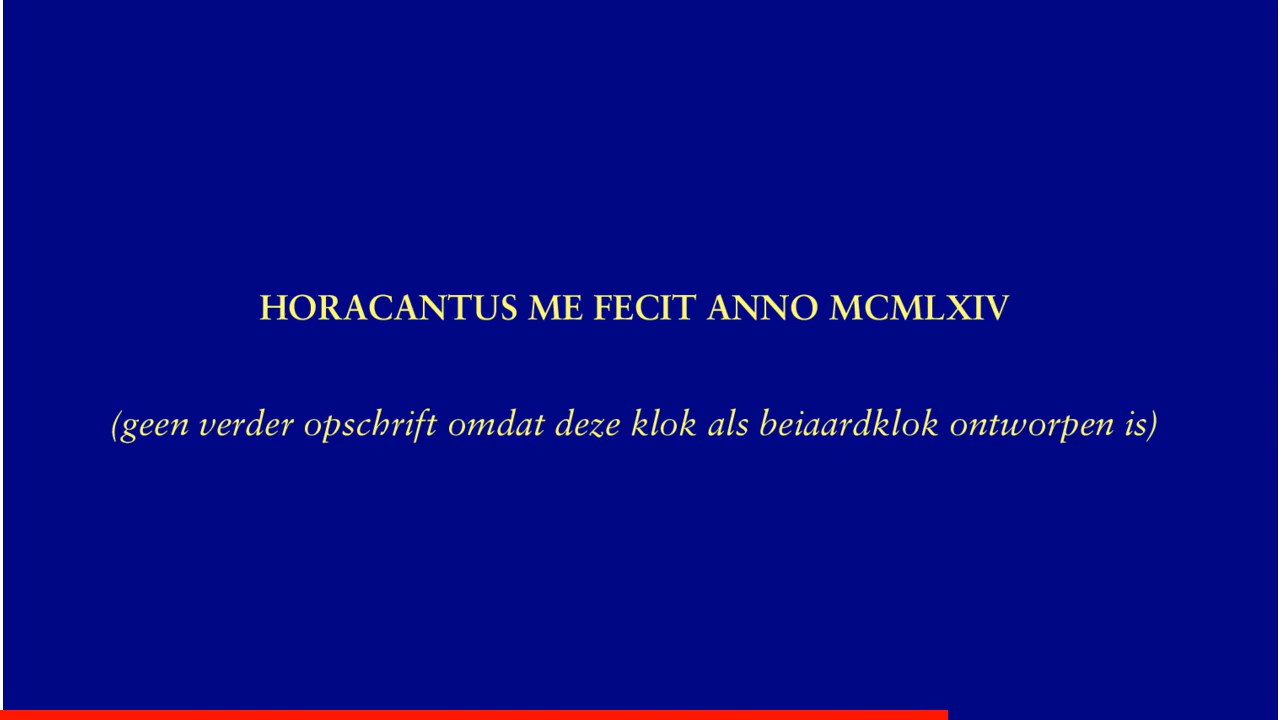 HORACANTUS ME FECIT ANNO MCMLXIV
(geen verder opschrift omdat deze klok als beiaardklok ontworpen is)